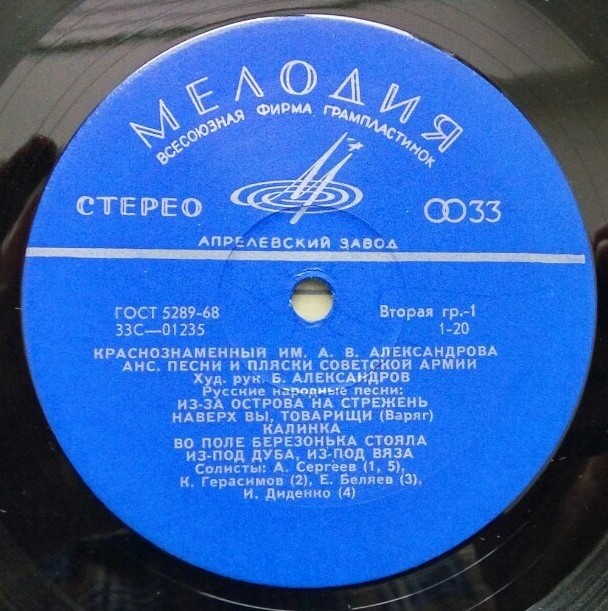 МЕЛОДИЯ
ВСЕСОЮЗНАЯ ФИРМА ГРАМПЛАСТИНОК
СТЕРЕО
33
АПРЕЛЕВСКИЙ ЗАВОД
ГОСТ 5289-68 Вторая гр.-1
33С—01235 1-20
КРАСНОЗНАМЕННЫЙ ИМ. А. В. АЛЕКСАНДРОВА
АНС. ПЕСНИ И ПЛЯСКИ СОВЕТСКОЙ АРМИИ
Худ. рук. Б. АЛЕКСАНДРОВ
Русские народные песни:
ИЗ-ЗА ОСТРОВА НА СТРЕЖЕНЬ
НАВЕРХ ВЫ, ТОВАРИЩИ (Варяг)
КАЛИНКА
ВО ПОЛЕ БЕРЕЗОНЬКА СТОЯЛА
ИЗ-ПОД ДУБА, ИЗ-ПОД ВЯЗА
Солисты: А. Сергеев (1, 5),
К. Герасимов (2), Е. Беляев (3),
И. Диденко (4)